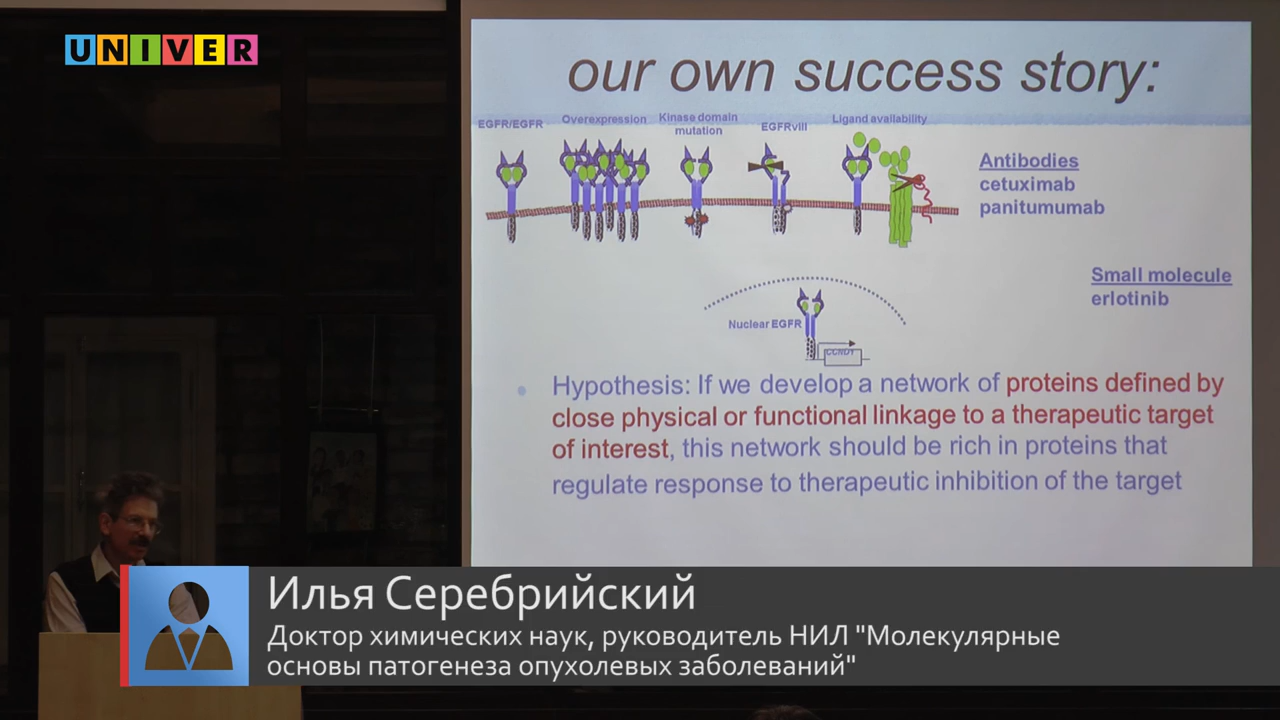 UNIVER
our own success story:
EGFR/EGFR
Overexpression
Kinase domain
mutation
EGFRvIII
Ligand availability
Antibodies
cetuximab
panitumumab
Small molecule
erlotinib
Nuclear EGFR
CCND1
Hypothesis: If we develop a network of proteins defined by
close physical or functional linkage to a therapeutic target
of interest, this network should be rich in proteins that
regulate response to therapeutic inhibition of the target
Илья Серебрийский
Доктор химических наук, руководитель НИЛ "Молекулярные
основы патогенеза опухолевых заболеваний"